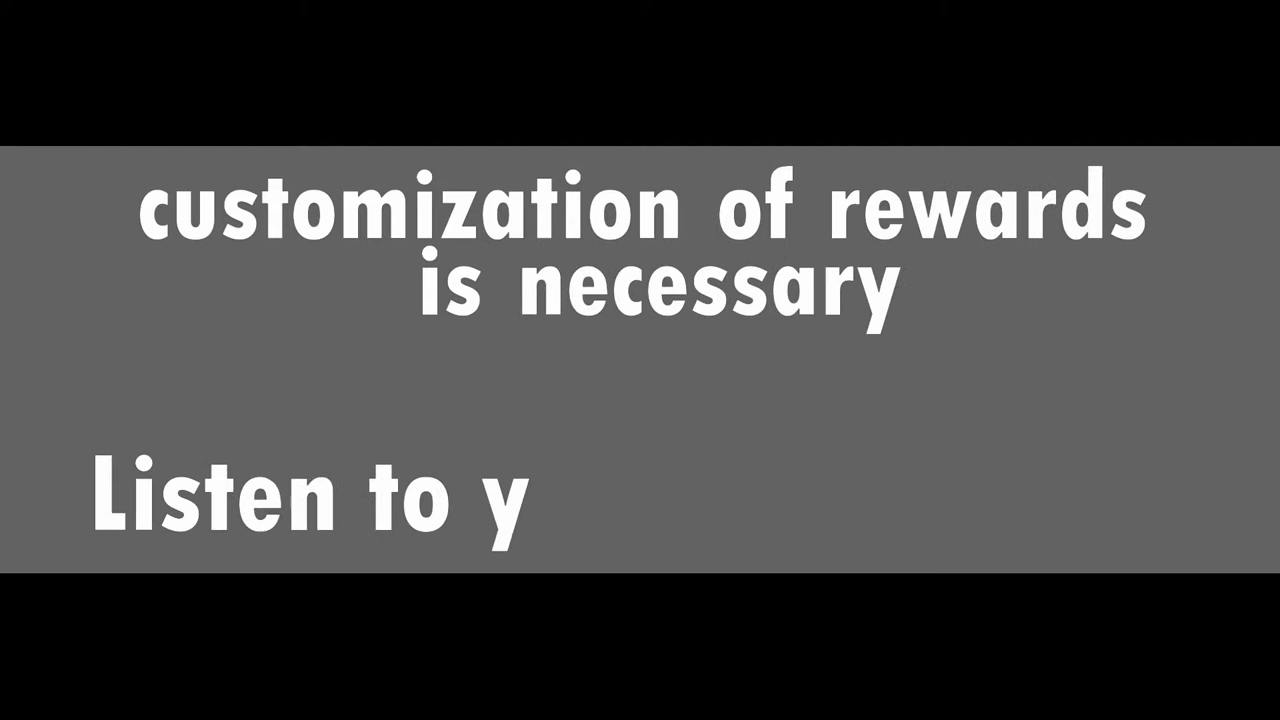 customization of rewards
is necessary
Listen to y